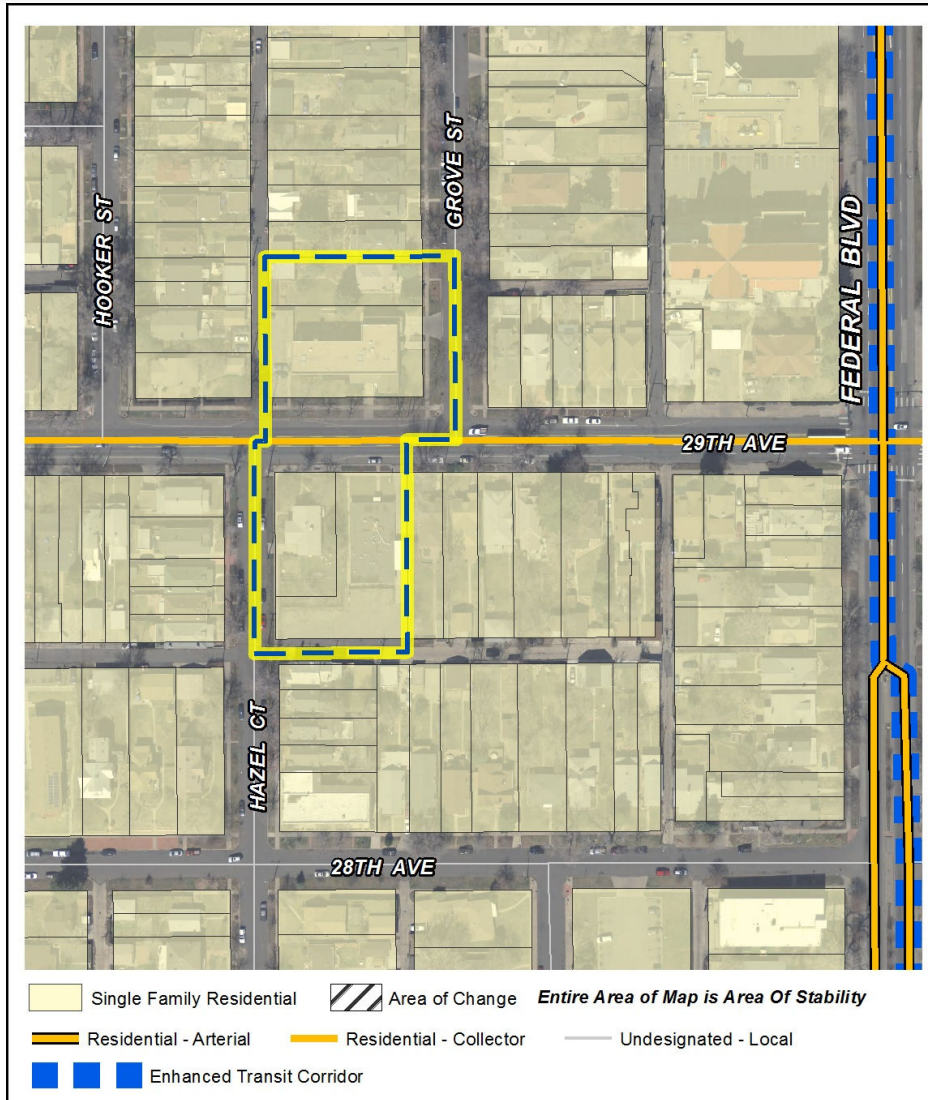 HOOKER ST
GROVE ST
FEDERAL BLVD
29TH AVE
HAZEL CT
28TH AVE
Single Family Residential Area of Change Entire Area of Map is Area Of Stability
Residential - Arterial Residential - Collector Undesignated - Local
Enhanced Transit Corridor